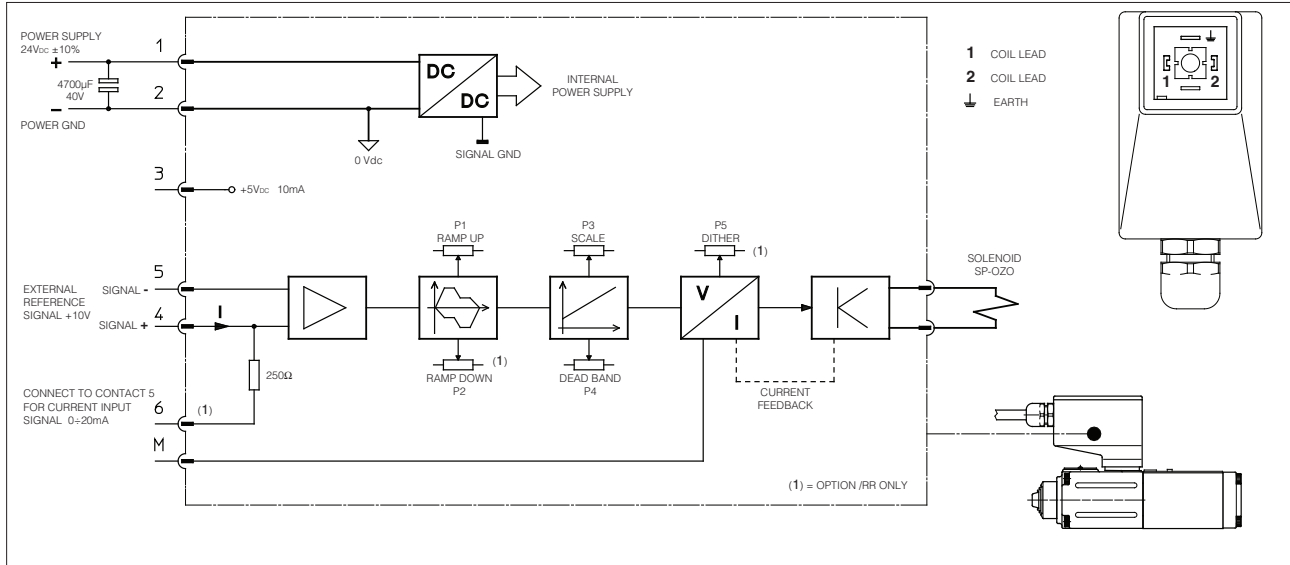 POWER SUPPLY
24VDC ±10%
+
4700µF
40V
–
POWER GND
1
2
DC
DC
INTERNAL
POWER SUPPLY
SIGNAL GND
0 Vdc
3
+5VDC 10mA
P1
RAMP UP
P3
SCALE
P5
DITHER
(1)
5
SIGNAL -
EXTERNAL
REFERENCE
SIGNAL +10V
4
SIGNAL +
I
250Ω
V
I
(1)
RAMP DOWN
P2
DEAD BAND
P4
CURRENT
FEEDBACK
SOLENOID
SP-OZO
CONNECT TO CONTACT 5
FOR CURRENT INPUT
SIGNAL 0÷20mA
6
(1)
M
(1) = OPTION /RR ONLY
1 COIL LEAD
2 COIL LEAD
EARTH
1
2